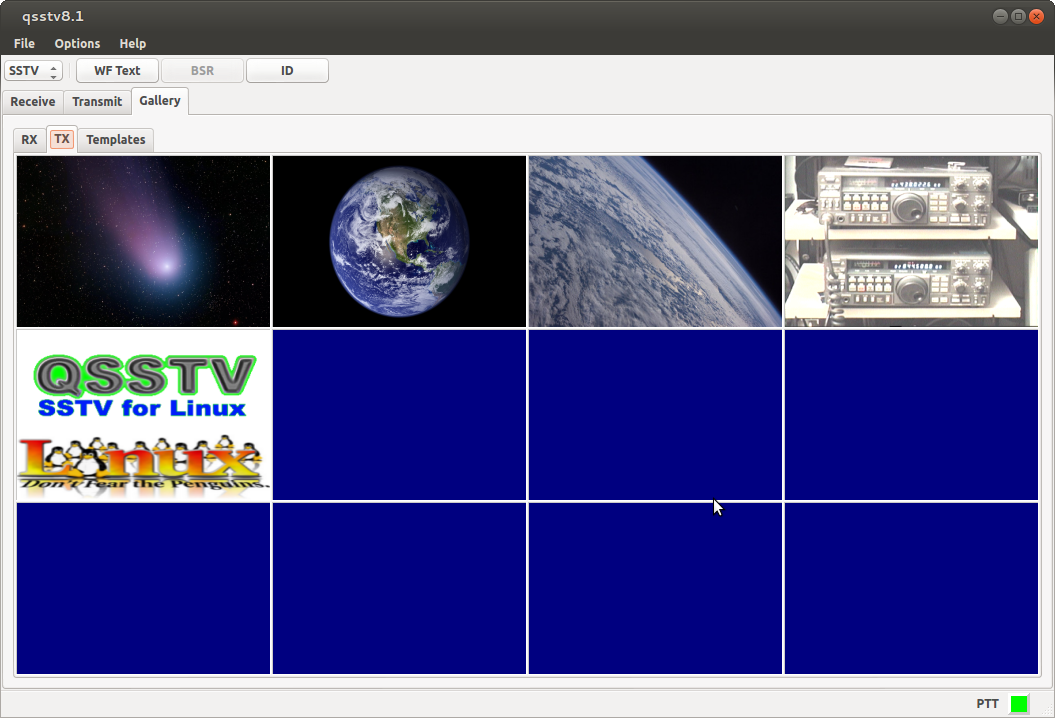 qsstv8.1
File Options Help
SSTV WF Text BSR ID
Receive Transmit Gallery
RX TX Templates
QSSTV
SSTV for Linux
Linux
Don't Fear the Penguins.
PTT